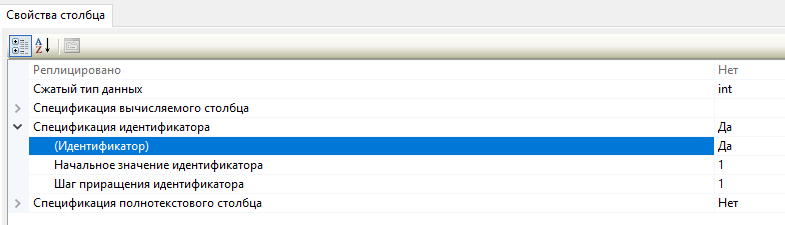 Свойства столбца
Реплицировано Нет
Сжатый тип данных int
Спецификация вычисляемого столбца
Спецификация идентификатора Да
(Идентификатор) Да
Начальное значение идентификатора 1
Шаг приращения идентификатора 1
Спецификация полнотекстового столбца Нет